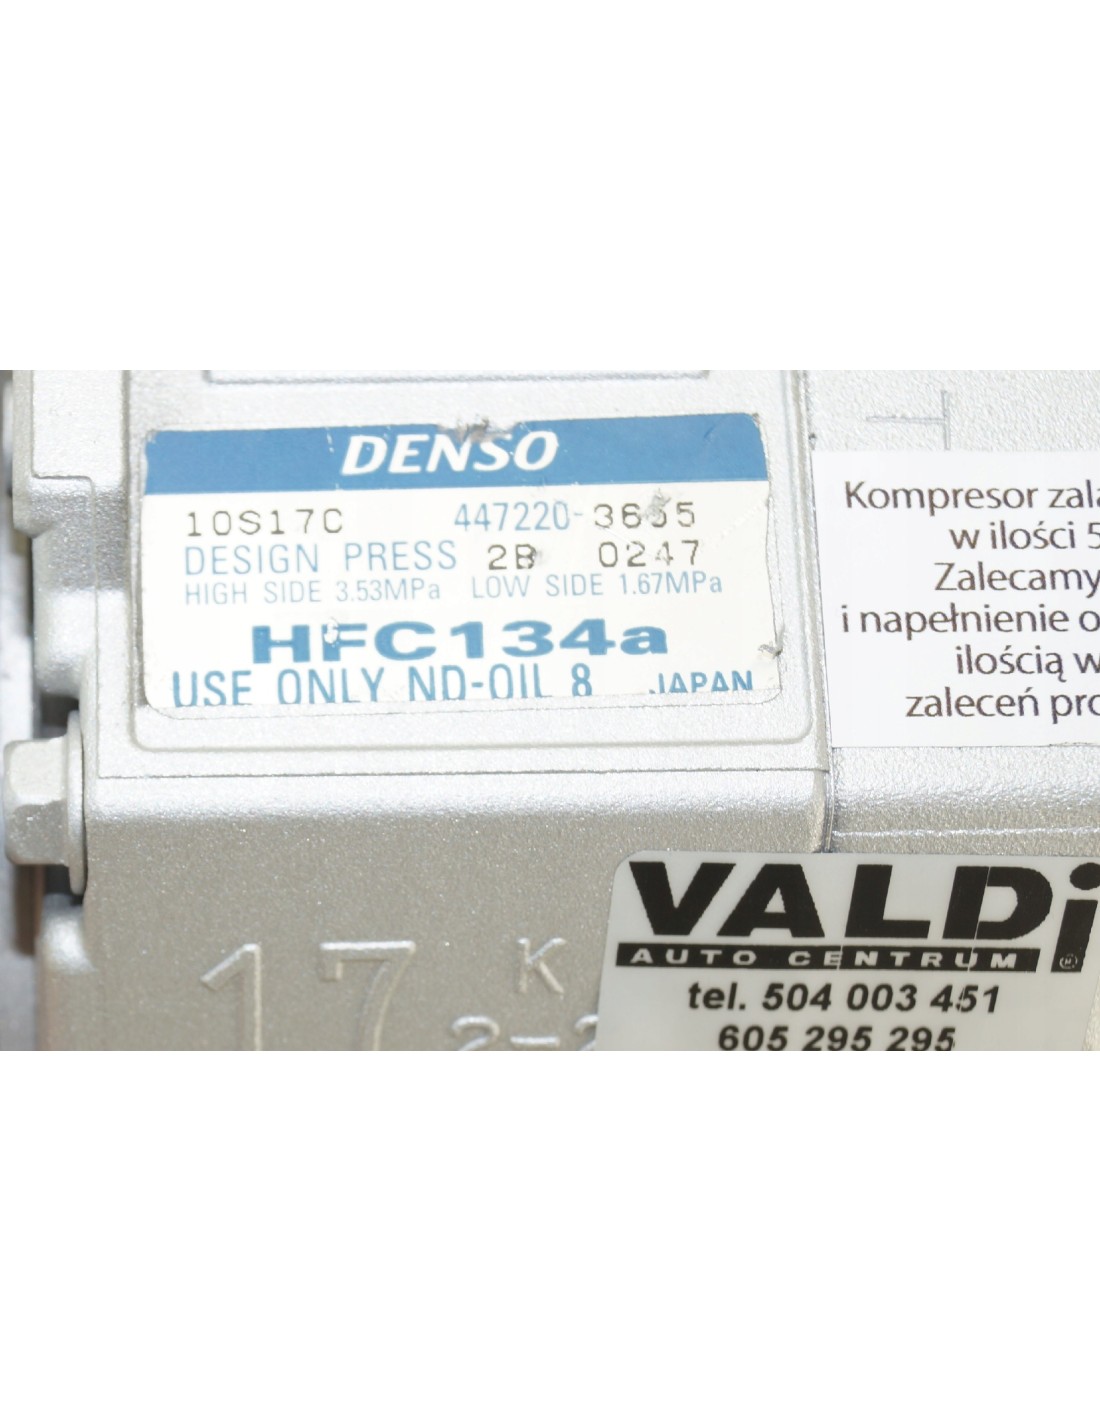 DENSO
10S17C 447220-3655
DESIGN PRESS 2B 0247
HIGH SIDE 3.53MPa LOW SIDE 1.67MPa
HFC134a
USE ONLY ND-OIL 8 JAPAN
Kompresor zala
w ilości 5
Zalecamy
i napełnienie o
ilością w
zaleceń pro
VALDi
AUTO CENTRUM
tel. 504 003 451
605 295 295
17 K